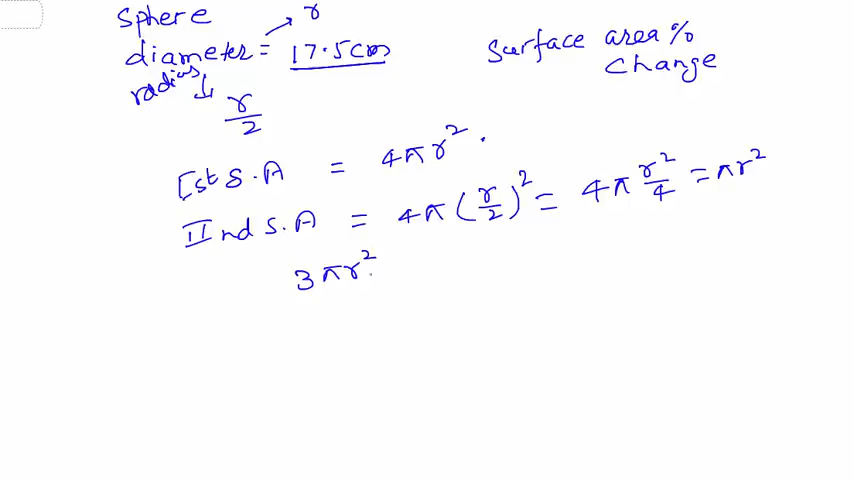 Sphere
r
diameter = 17.5cm
radius ↓
r/2
Surface area %
change
Ist S.A = 4πr².
IInd S.A = 4π(r/2)² = 4π r²/4 = πr²
3πr²